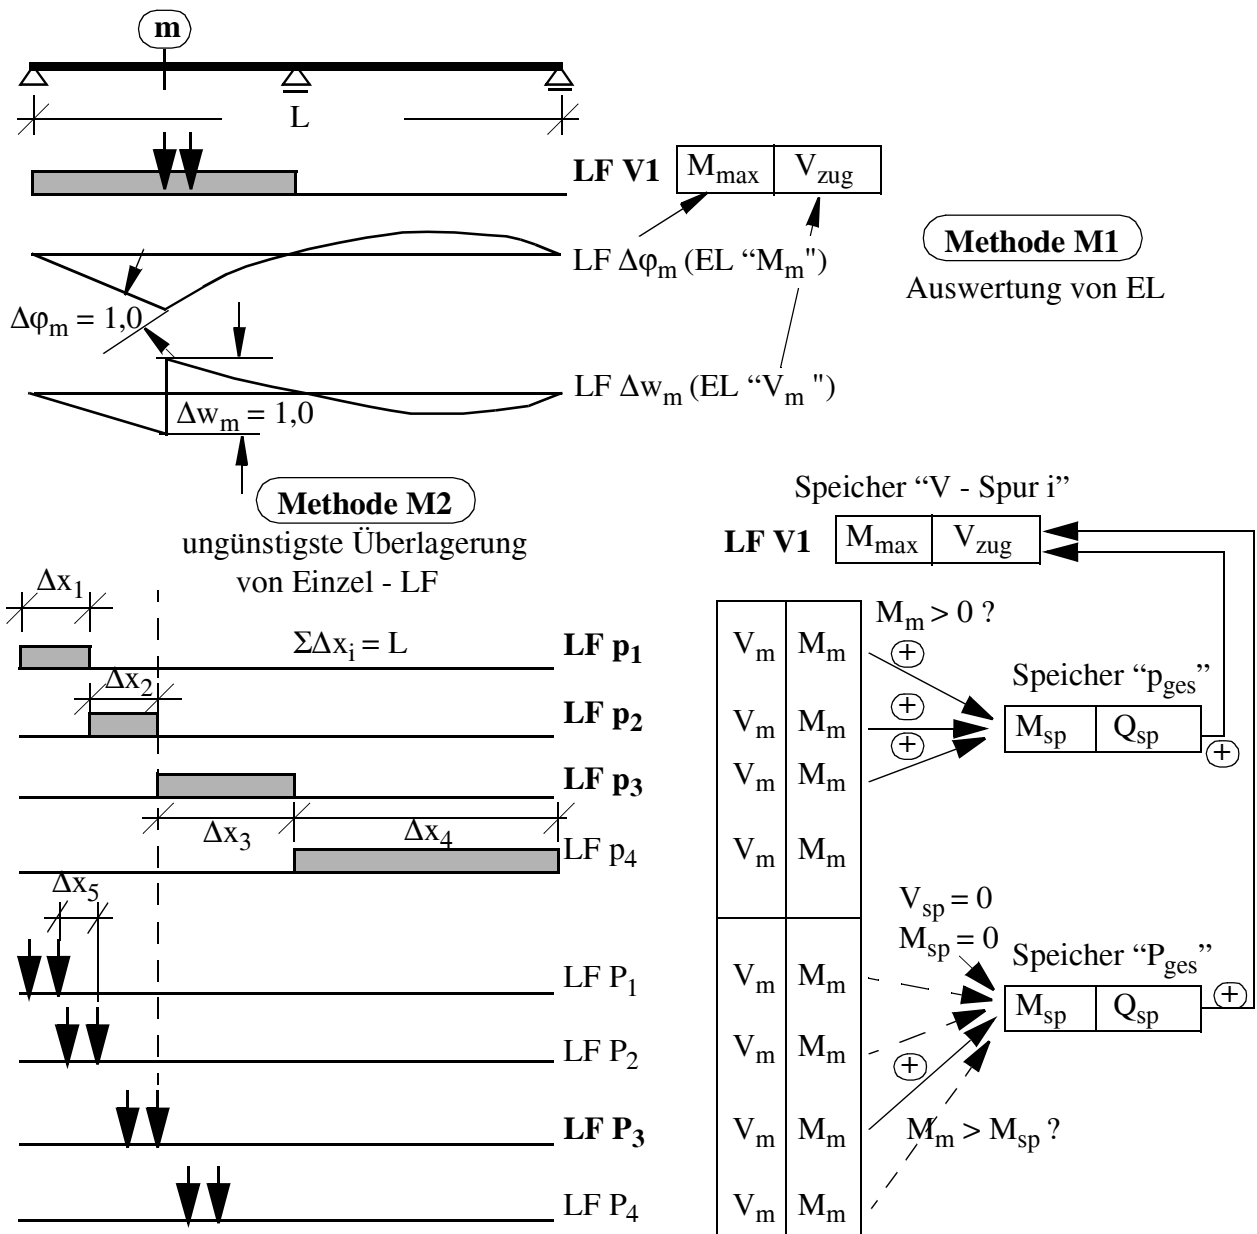 m
L
LF V1 M_max V_zug
LF Δφ_m (EL “M_m")
Methode M1
Auswertung von EL
Δφ_m = 1,0
LF Δw_m (EL “V_m ")
Δw_m = 1,0
Methode M2
ungünstigste Überlagerung
von Einzel - LF
Speicher “V - Spur i”
LF V1 M_max V_zug
Δx_1
ΣΔx_i = L
LF p_1
V_m M_m
M_m > 0 ?
+
Δx_2
LF p_2
V_m M_m
+
Speicher “p_ges”
M_sp Q_sp
+
LF p_3
V_m M_m
+
Δx_3
Δx_4
LF p_4
V_m M_m
Δx_5
V_sp = 0
M_sp = 0
Speicher “P_ges”
M_sp Q_sp
+
LF P_1
V_m M_m
LF P_2
V_m M_m
+
LF P_3
V_m M_m
M_m > M_sp ?
LF P_4
V_m M_m